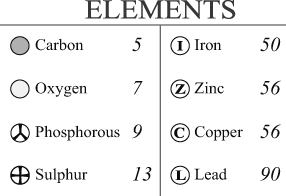 ELEMENTS
Carbon 5 I Iron 50
Oxygen 7 Z Zinc 56
Phosphorous 9 C Copper 56
Sulphur 13 L Lead 90